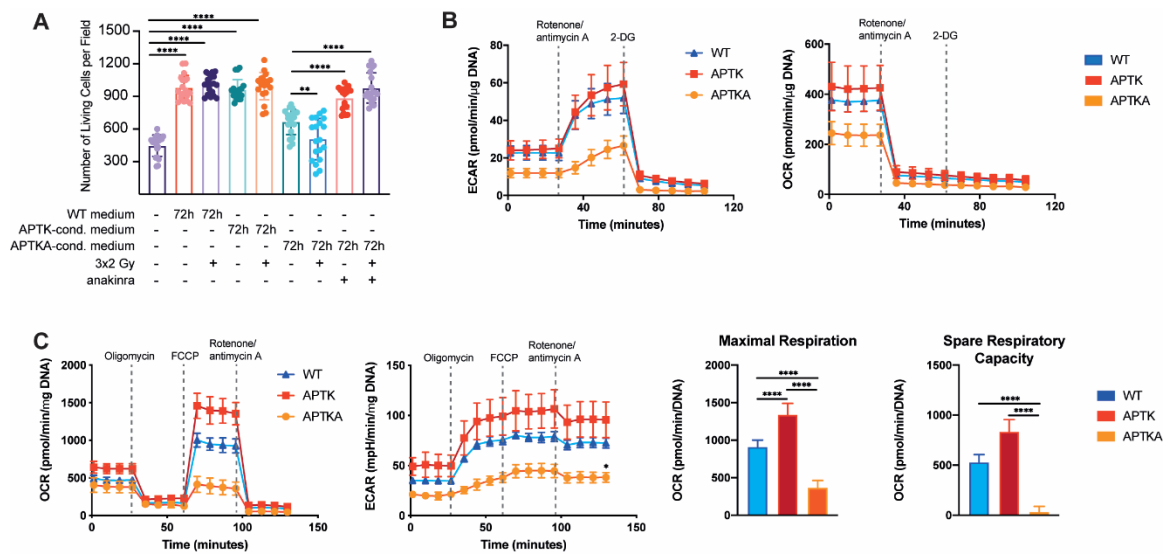 A
Number of Living Cells per Field
1500
1200
900
600
300
****
****
****
****
**
****
****
WT medium - 72h 72h - - - - - -
APTK-cond. medium - - - 72h 72h - - - -
APTKA-cond. medium - - - - - 72h 72h 72h 72h
3x2 Gy - - + - + - + - +
anakinra - - - - - - - + +
B
Rotenone/
antimycin A
2-DG
ECAR (pmol/min/µg DNA)
80
60
40
20
0
0 40 80 120
Time (minutes)
WT
APTK
APTKA
Rotenone/
antimycin A
2-DG
OCR (pmol/min/µg DNA)
600
400
200
0
0 40 80 120
Time (minutes)
WT
APTK
APTKA
C
Oligomycin
FCCP
Rotenone/
antimycin A
OCR (pmol/min/mg DNA)
2000
1500
1000
500
0
0 50 100 150
Time (minutes)
WT
APTK
APTKA
Oligomycin
FCCP
Rotenone/
antimycin A
ECAR (mpH/min/mg DNA)
150
100
50
0
0 50 100 150
Time (minutes)
*
Maximal Respiration
OCR (pmol/min/DNA)
2000
1500
1000
500
0
****
****
****
Spare Respiratory
Capacity
OCR (pmol/min/DNA)
1500
1000
500
0
****
****
WT
APTK
APTKA